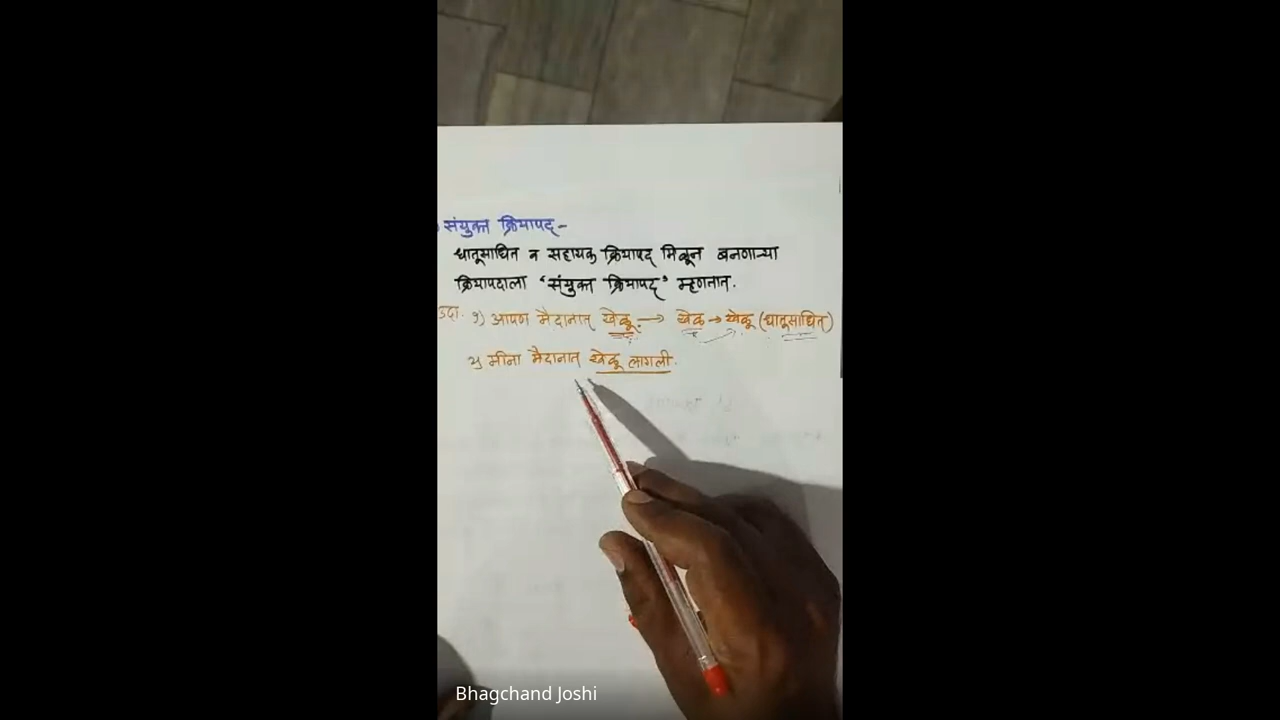 संयुक्त क्रियापद -
धातूसाधित व सहायक क्रियापद मिळून बनणाऱ्या
क्रियापदाला 'संयुक्त क्रियापद' म्हणतात.
उदा. १) आपण मैदानात खेळू. → खेळ → खेळू (धातूसाधित)
२) मीना मैदानात खेळू लागली.
Bhagchand Joshi